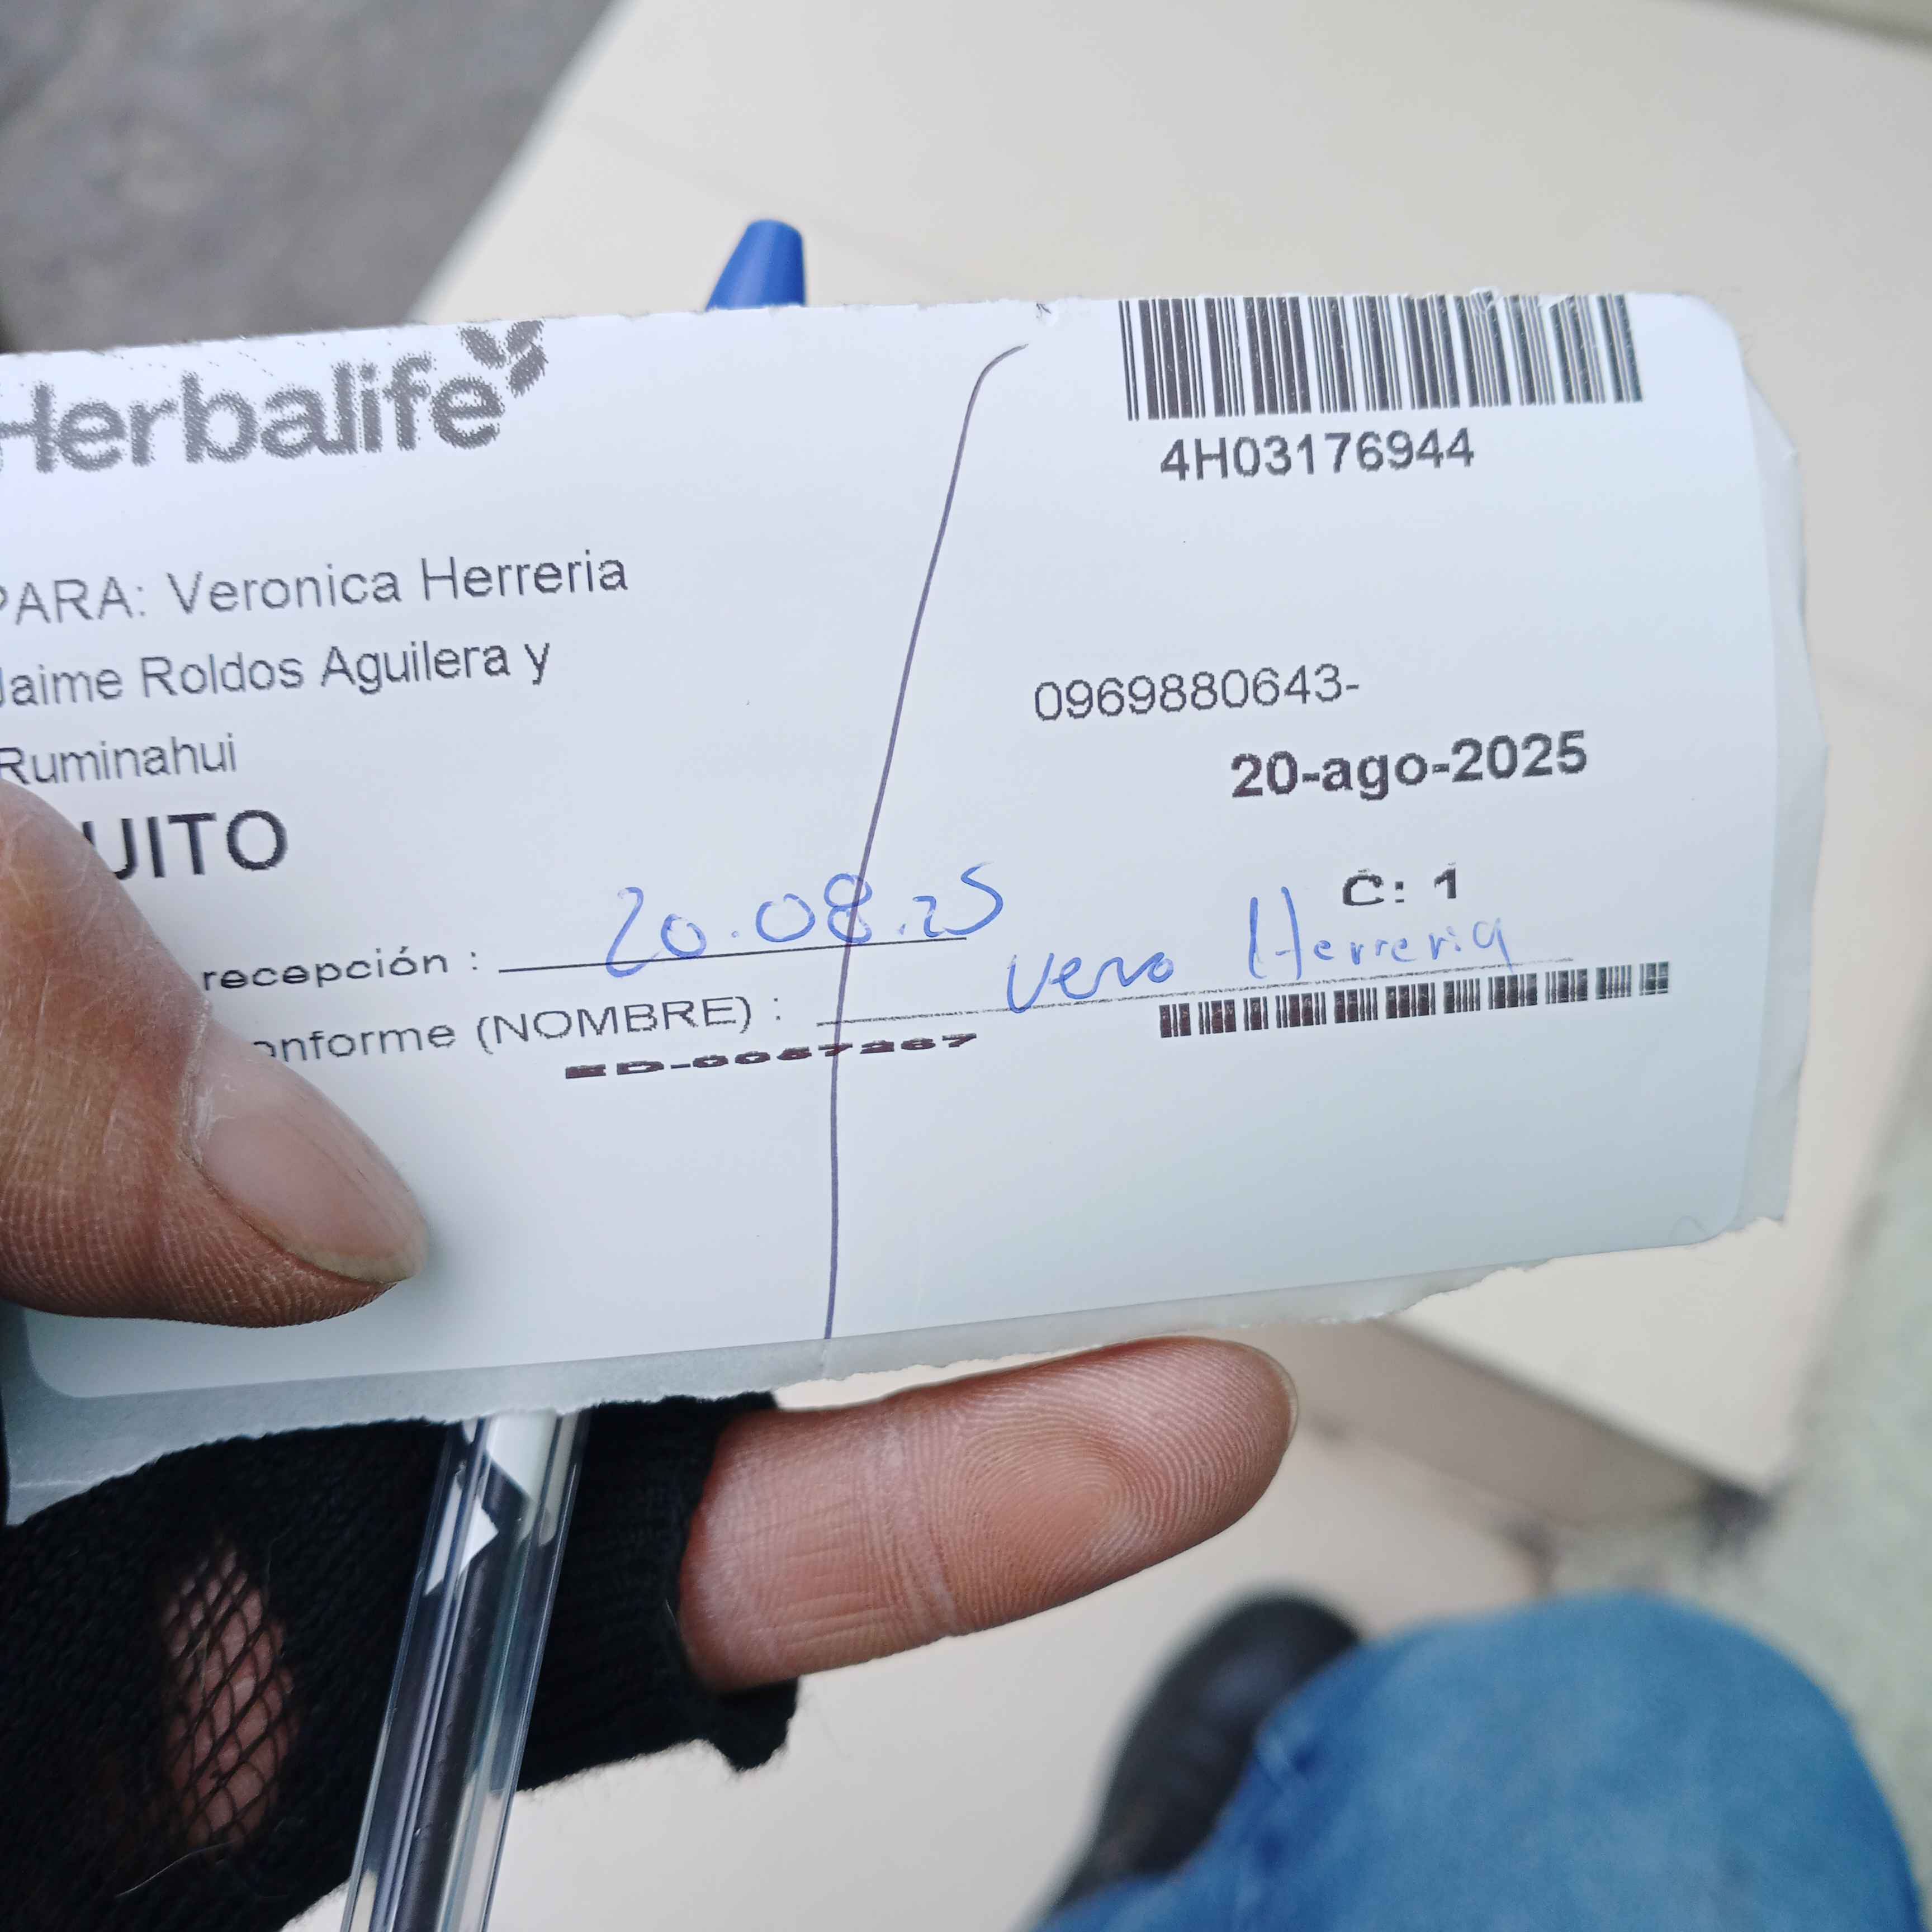 Herbalife
4H03176944
PARA: Veronica Herreria
Jaime Roldos Aguilera y
0969880643-
Ruminahui
20-ago-2025
UITO
C: 1
recepción : 20.08.25
onforme (NOMBRE) : Vero Herreria